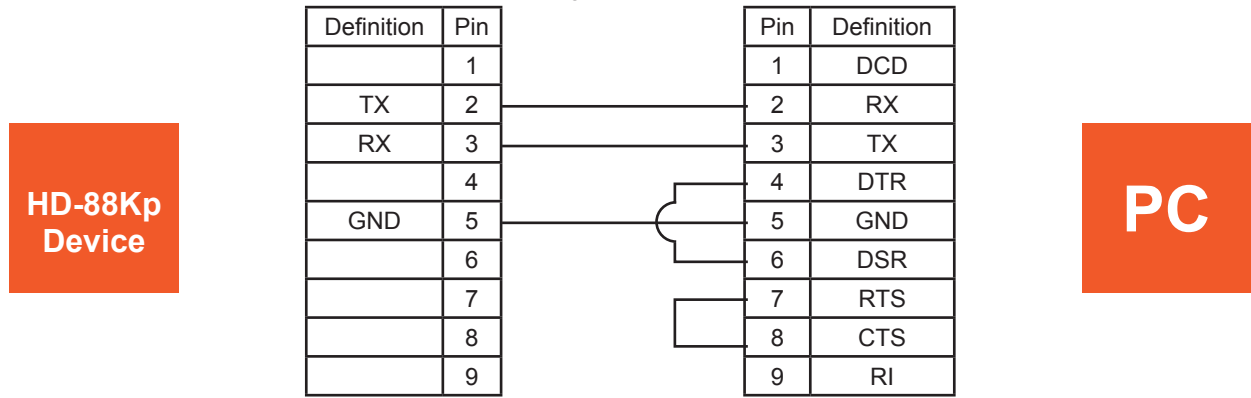 Definition Pin Pin Definition
1 1 DCD
TX 2 2 RX
RX 3 3 TX
4 4 DTR
HD-88Kp
Device
GND 5 5 GND
PC
6 6 DSR
7 7 RTS
8 8 CTS
9 9 RI